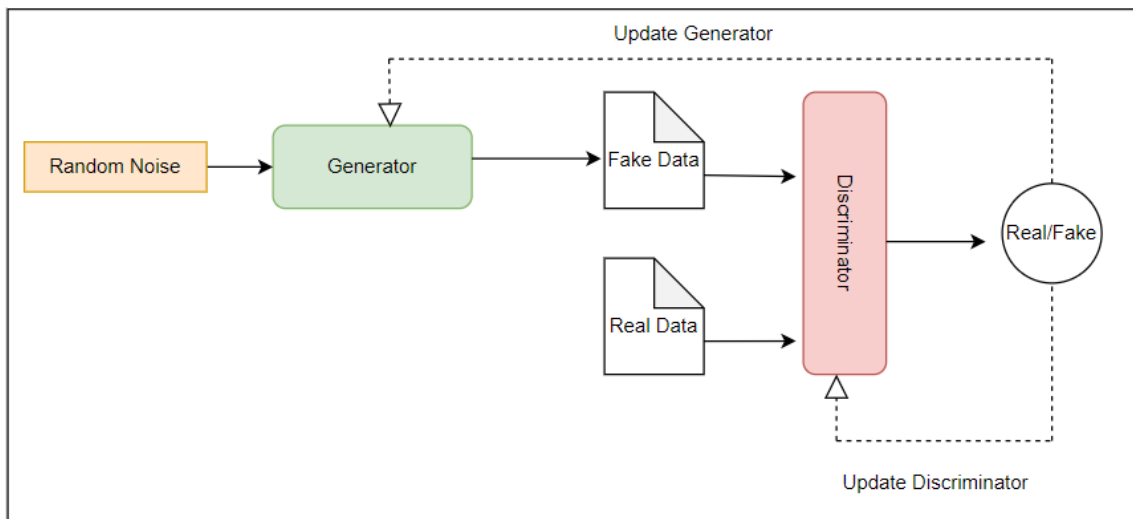 Update Generator
Random Noise
Generator
Fake Data
Discriminator
Real/Fake
Real Data
Update Discriminator